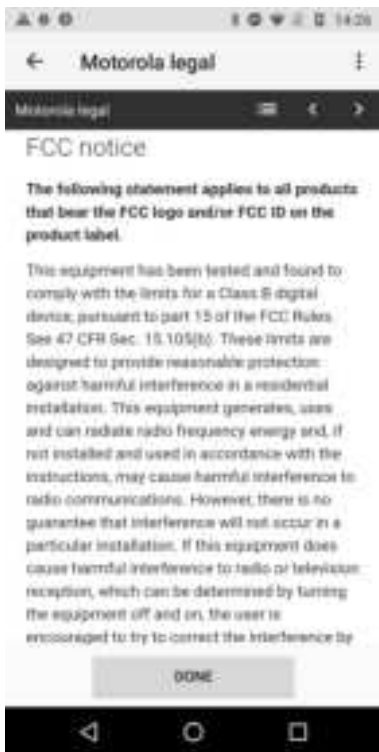 14:26
Motorola legal
Motorola legal
FCC notice
The following statement applies to all products
that bear the FCC logo and/or FCC ID on the
product label.
This equipment has been tested and found to
comply with the limits for a Class B digital
device, pursuant to part 15 of the FCC Rules.
See 47 CFR Sec. 15.105(b). These limits are
designed to provide reasonable protection
against harmful interference in a residential
installation. This equipment generates, uses
and can radiate radio frequency energy and, if
not installed and used in accordance with the
instructions, may cause harmful interference to
radio communications. However, there is no
guarantee that interference will not occur in a
particular installation. If this equipment does
cause harmful interference to radio or television
reception, which can be determined by turning
the equipment off and on, the user is
encouraged to try to correct the interference by
DONE